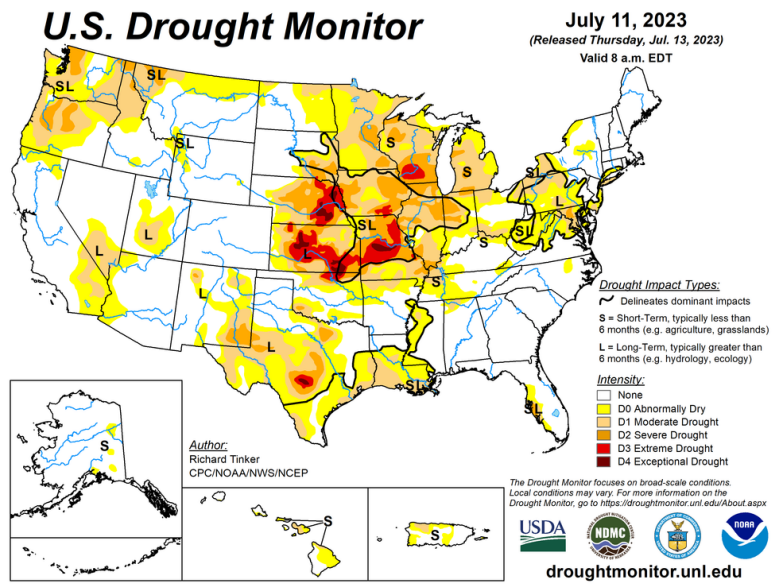 U.S. Drought Monitor
July 11, 2023
(Released Thursday, Jul. 13, 2023)
Valid 8 a.m. EDT
SL
SL
SL
S
S
SL
L
L
L
SL
L
SL
S
S
L
L
SL
SL
S
S
S
Drought Impact Types:
Delineates dominant impacts
S = Short-Term, typically less than
6 months (e.g. agriculture, grasslands)
L = Long-Term, typically greater than
6 months (e.g. hydrology, ecology)
Intensity:
None
D0 Abnormally Dry
D1 Moderate Drought
D2 Severe Drought
D3 Extreme Drought
D4 Exceptional Drought
Author:
Richard Tinker
CPC/NOAA/NWS/NCEP
The Drought Monitor focuses on broad-scale conditions.
Local conditions may vary. For more information on the
Drought Monitor, go to https://droughtmonitor.unl.edu/About.aspx
USDA
NDMC
NOAA
droughtmonitor.unl.edu